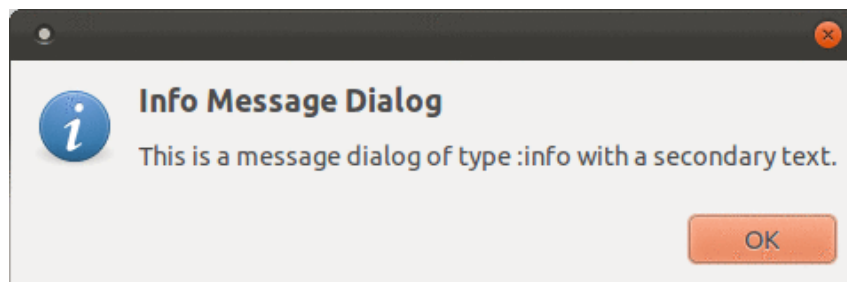 Info Message Dialog
This is a message dialog of type :info with a secondary text.
OK